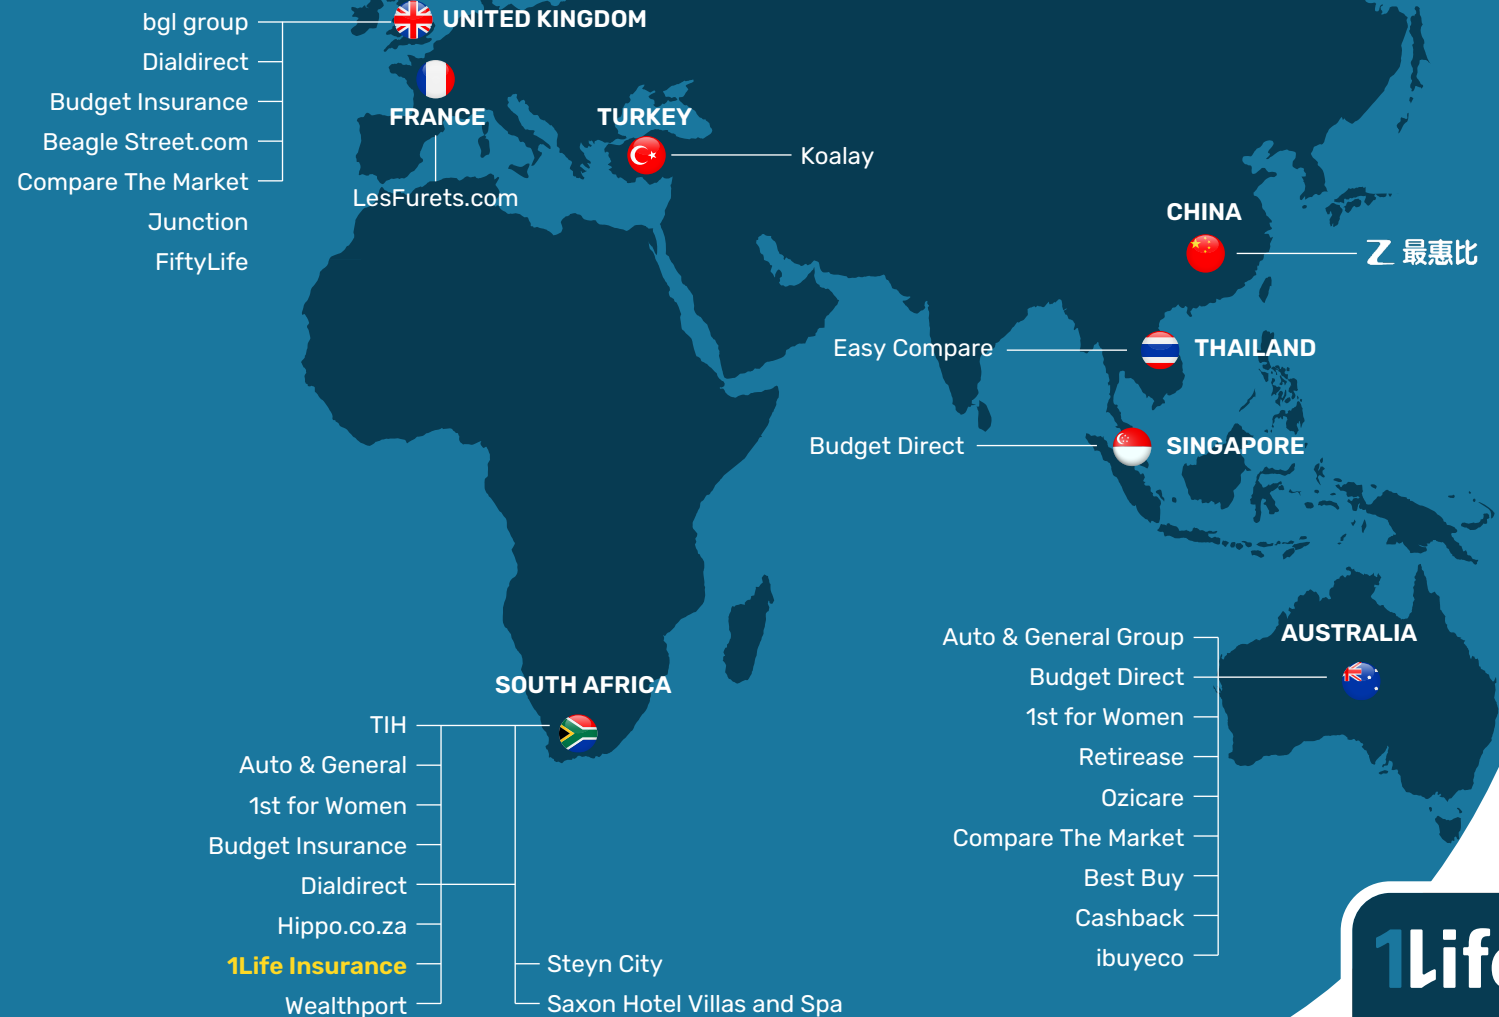 bgl group
UNITED KINGDOM
Dialdirect
Budget Insurance
Beagle Street.com
Compare The Market
Junction
FiftyLife
FRANCE
LesFurets.com
TURKEY
Koalay
CHINA
Z 最惠比
Easy Compare
THAILAND
Budget Direct
SINGAPORE
AUSTRALIA
Auto & General Group
Budget Direct
1st for Women
Retirease
Ozicare
Compare The Market
Best Buy
Cashback
ibuyeco
SOUTH AFRICA
TIH
Auto & General
1st for Women
Budget Insurance
Dialdirect
Hippo.co.za
1Life Insurance
Wealthport
Steyn City
Saxon Hotel Villas and Spa
1Life